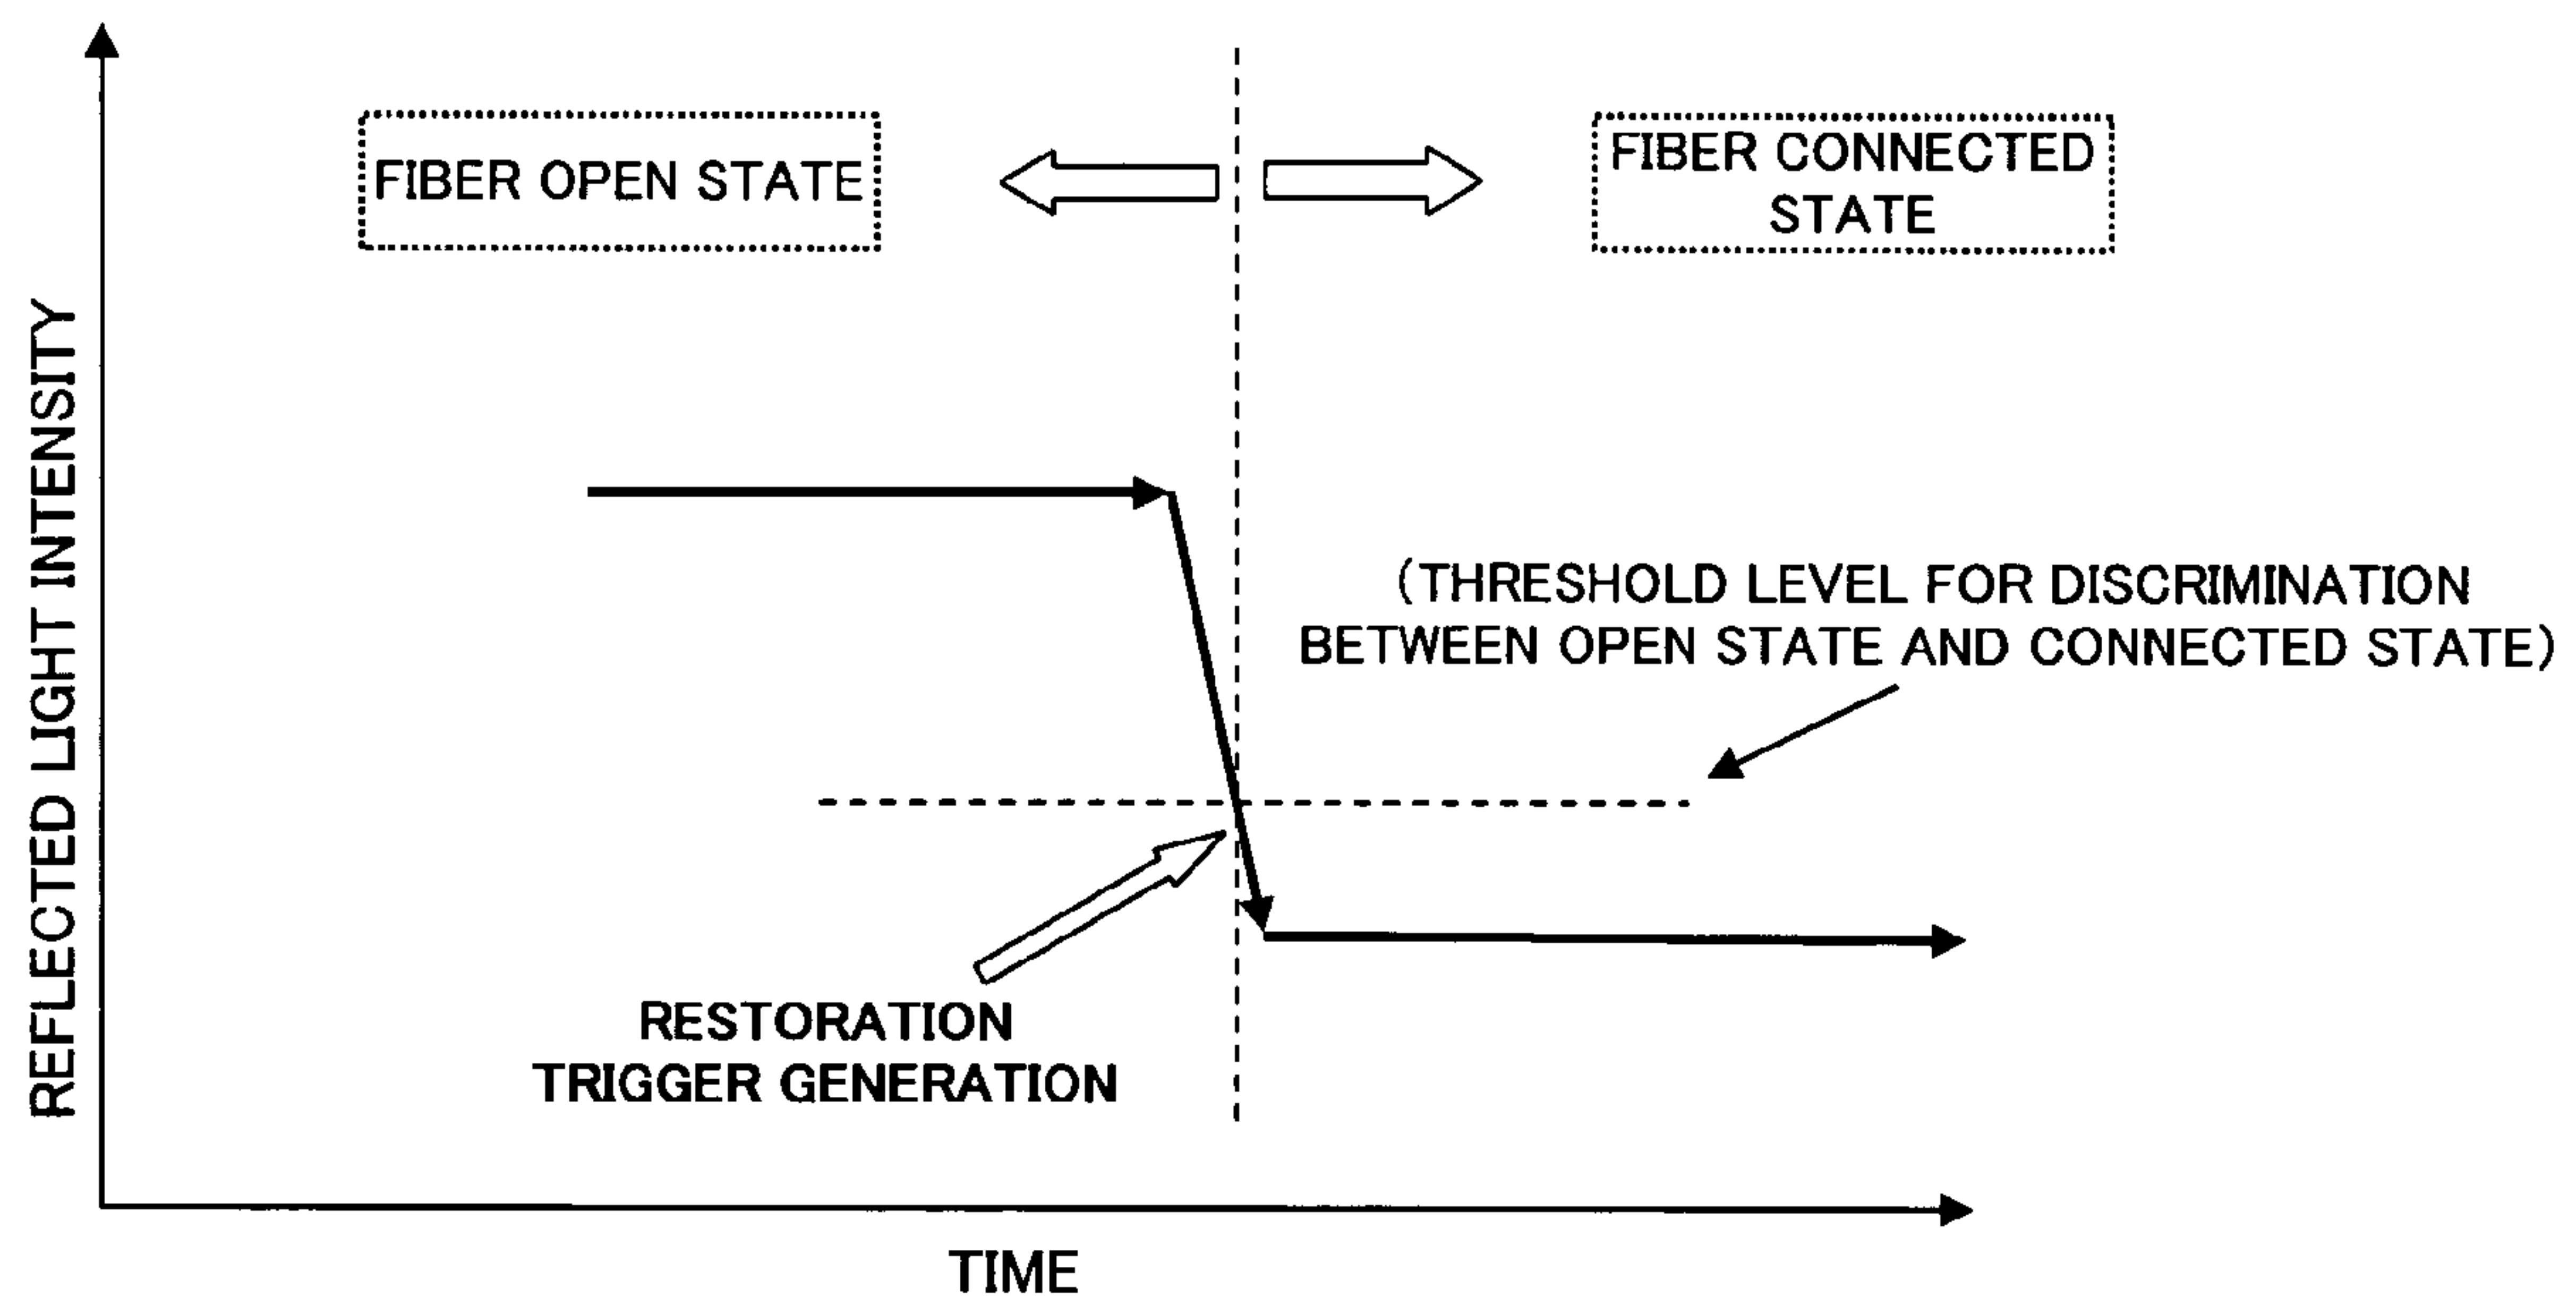 FIBER OPEN STATE
FIBER CONNECTED
STATE
REFLECTED LIGHT INTENSITY
(THRESHOLD LEVEL FOR DISCRIMINATION
BETWEEN OPEN STATE AND CONNECTED STATE)
RESTORATION
TRIGGER GENERATION
TIME